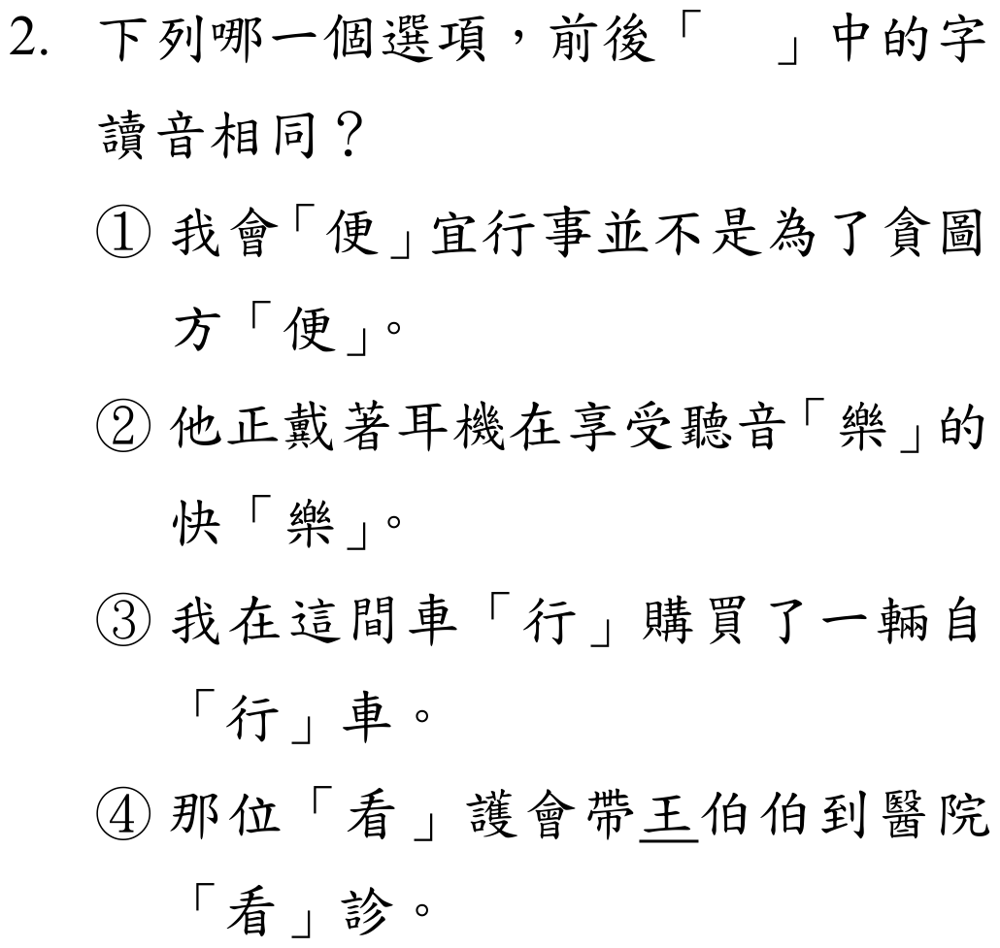 2. 下列哪一個選項，前後「　」中的字
讀音相同？
① 我會「便」宜行事並不是為了貪圖
方「便」。
② 他正戴著耳機在享受聽音「樂」的
快「樂」。
③ 我在這間車「行」購買了一輛自
「行」車。
④ 那位「看」護會帶王伯伯到醫院
「看」診。